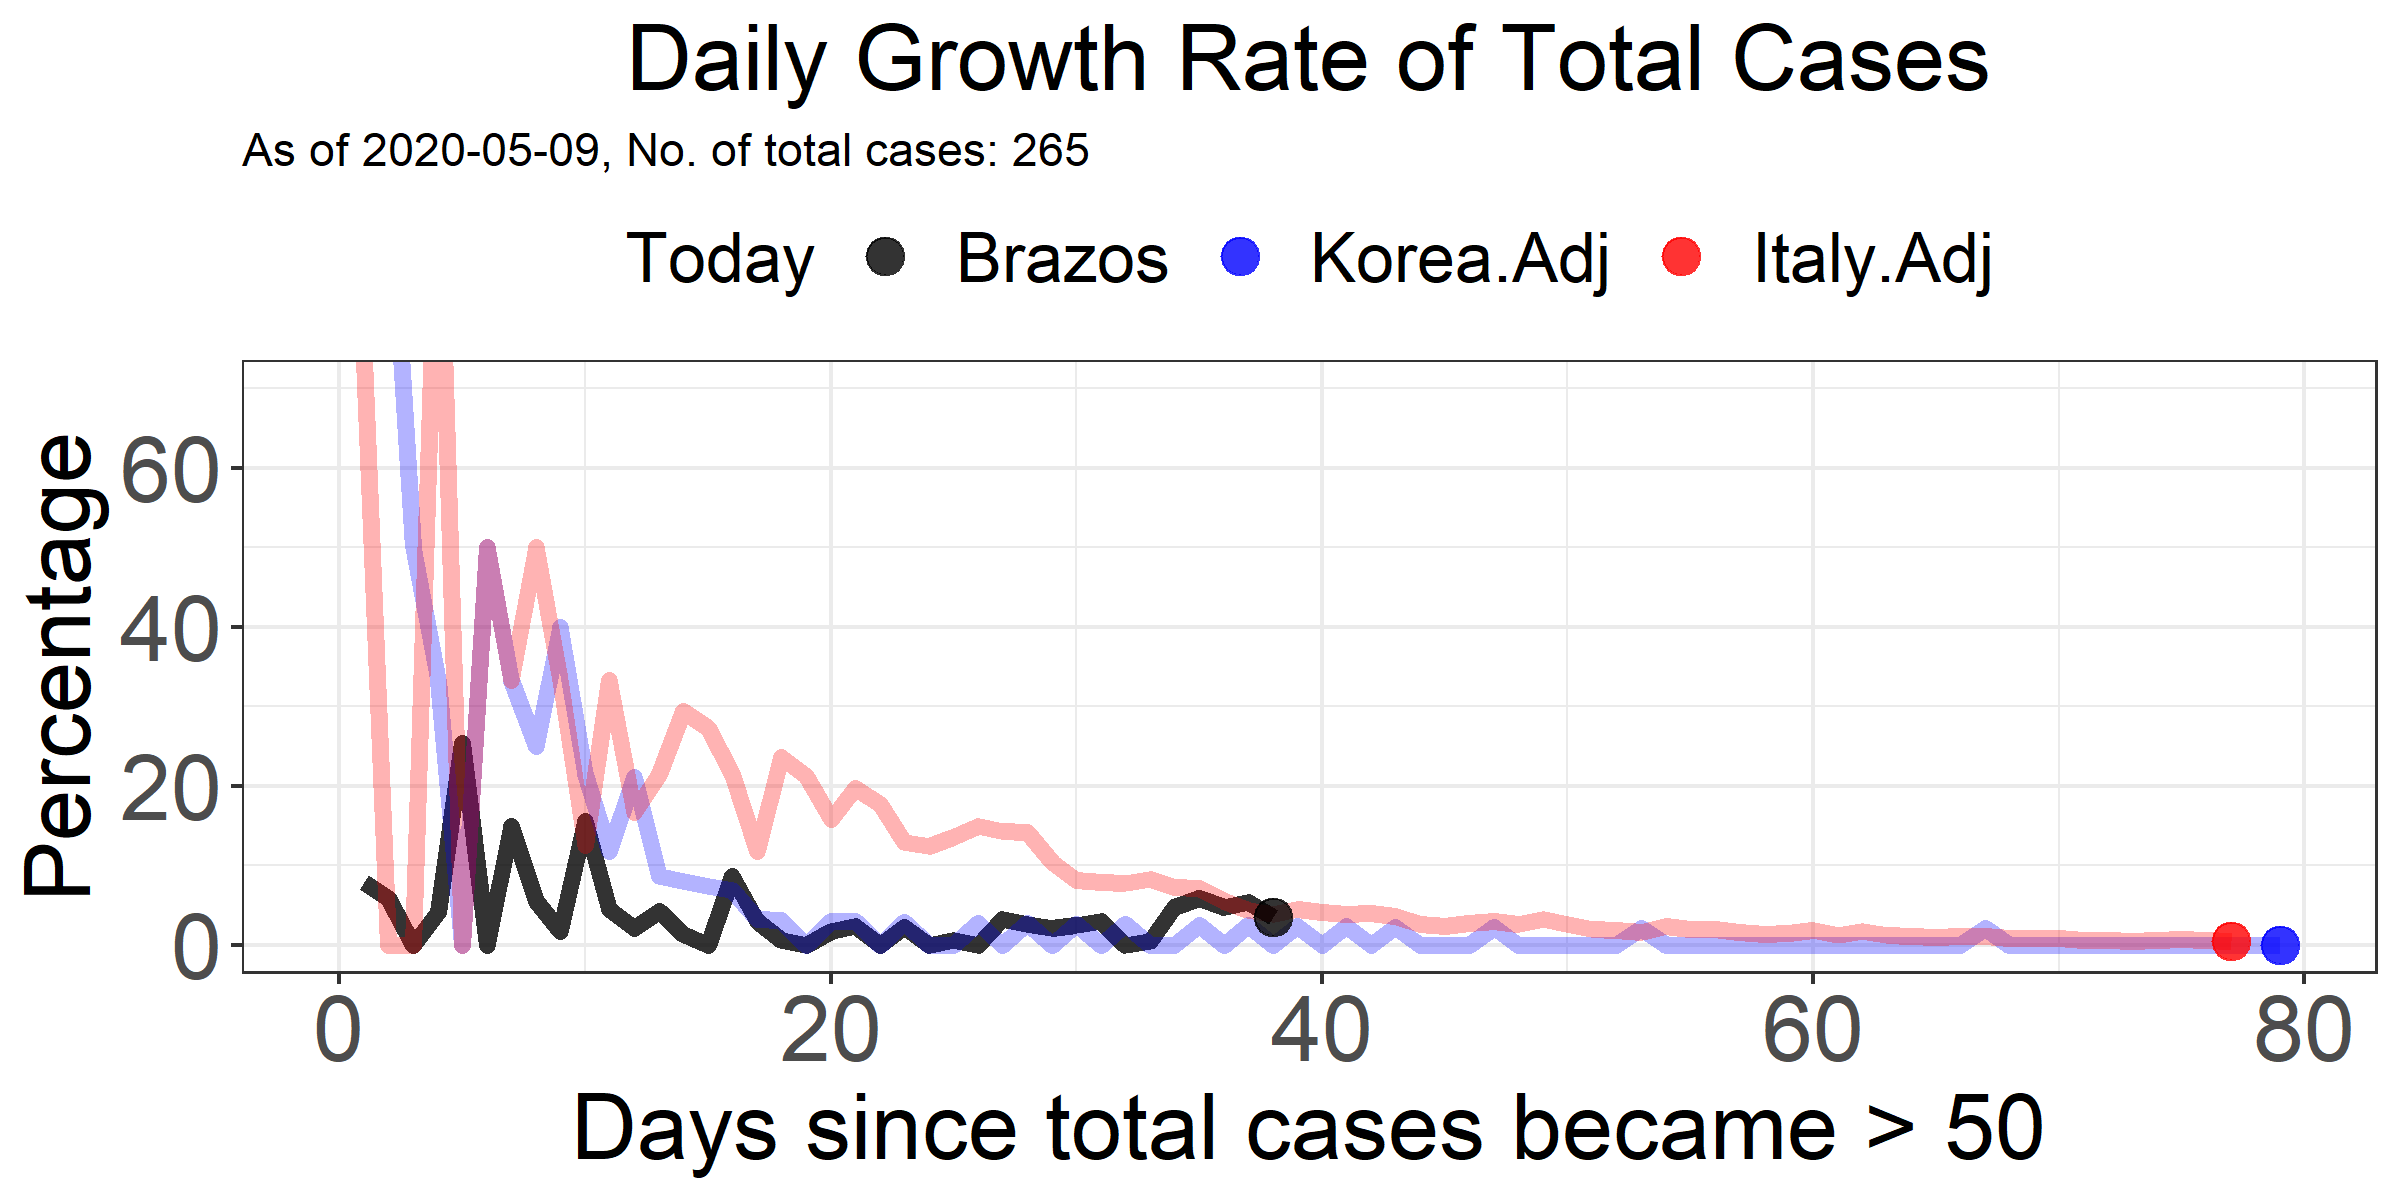 Daily Growth Rate of Total Cases
As of 2020-05-09, No. of total cases: 265
Today Brazos Korea.Adj Italy.Adj
Percentage
60
40
20
0
0 20 40 60 80
Days since total cases became > 50